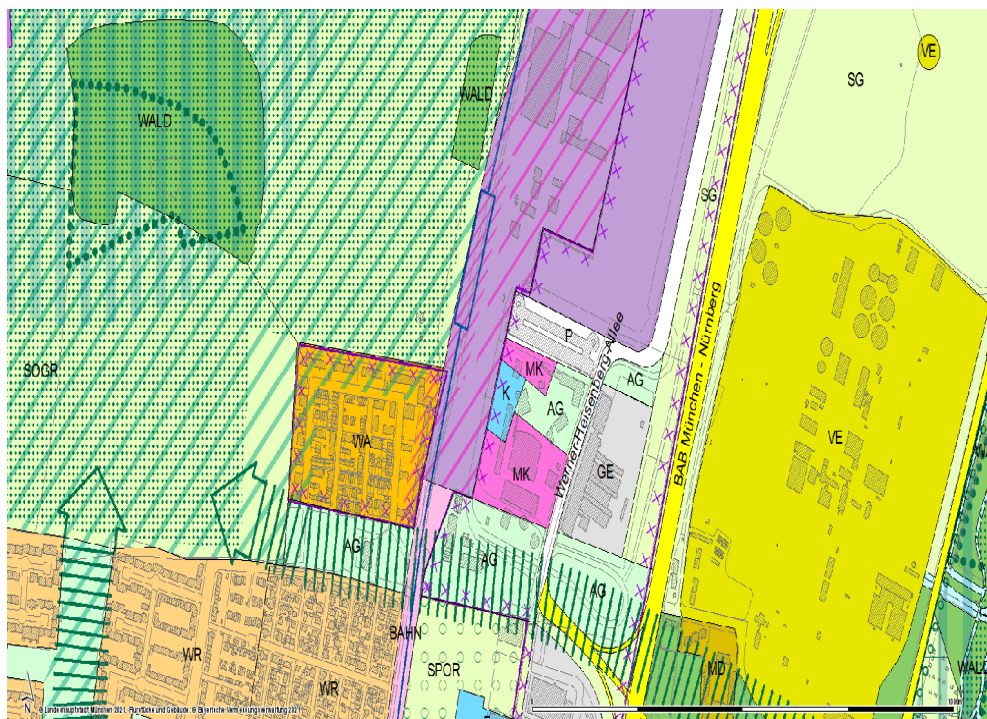 VE
SG
WALD
WALD
SG
P
MK
AG
K
AG
SOGR
Werner-Heisenberg-Allee
BAB München - Nürnberg
WA
VE
MK
GE
AG
AG
AG
BAHN
WR
SPOR
WR
MD
WALD
N
© Landeshauptstadt München 2021, Flurstücke und Gebäude: © Bayerische Vermessungsverwaltung 2021